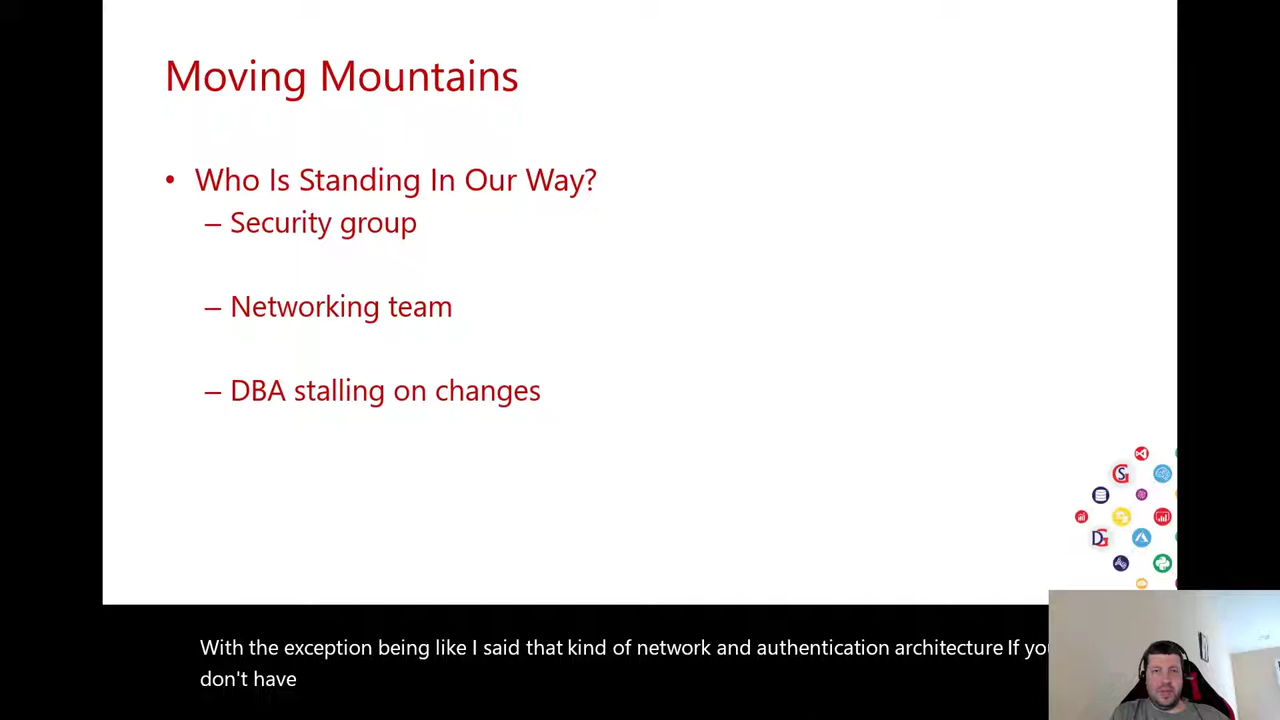 Moving Mountains
• Who Is Standing In Our Way?
– Security group
– Networking team
– DBA stalling on changes
With the exception being like I said that kind of network and authentication architecture If yo
don't have